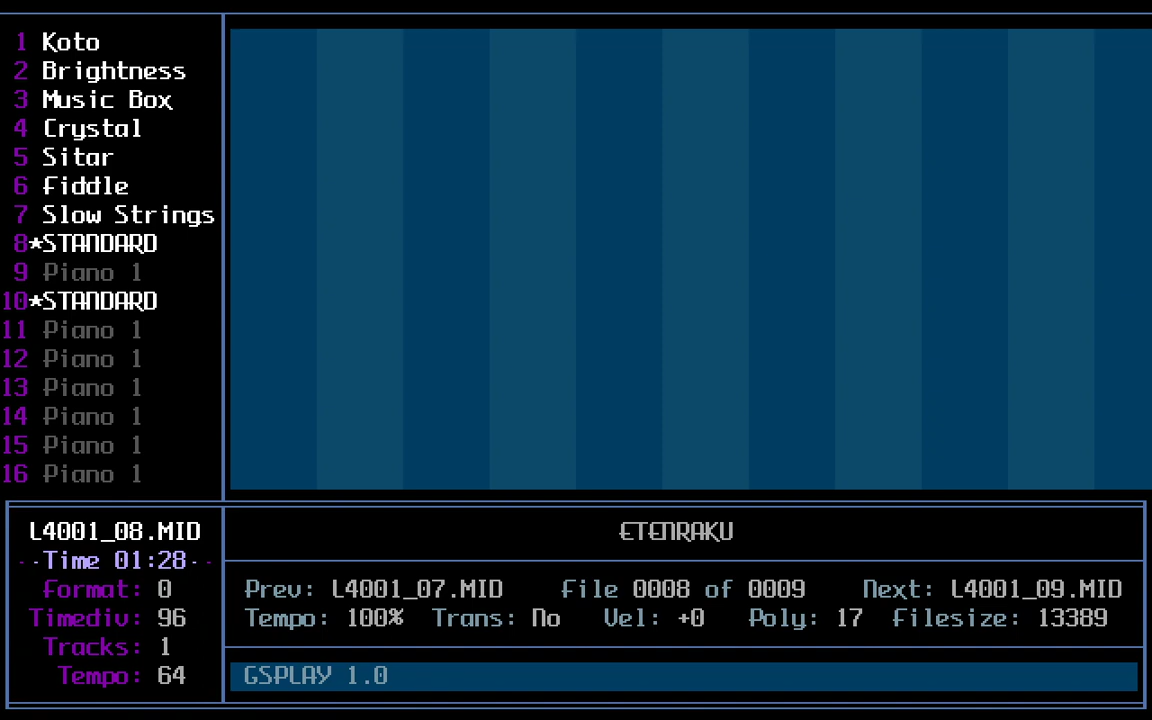 1 Koto
2 Brightness
3 Music Box
4 Crystal
5 Sitar
6 Fiddle
7 Slow Strings
8*STANDARD
9 Piano 1
10*STANDARD
11 Piano 1
12 Piano 1
13 Piano 1
14 Piano 1
15 Piano 1
16 Piano 1
L4001_08.MID
··Time 01:28··
Format: 0
Timediv: 96
Tracks: 1
Tempo: 64
ETENRAKU
Prev: L4001_07.MID File 0008 of 0009 Next: L4001_09.MID
Tempo: 100% Trans: No Vel: +0 Poly: 17 Filesize: 13389
GSPLAY 1.0